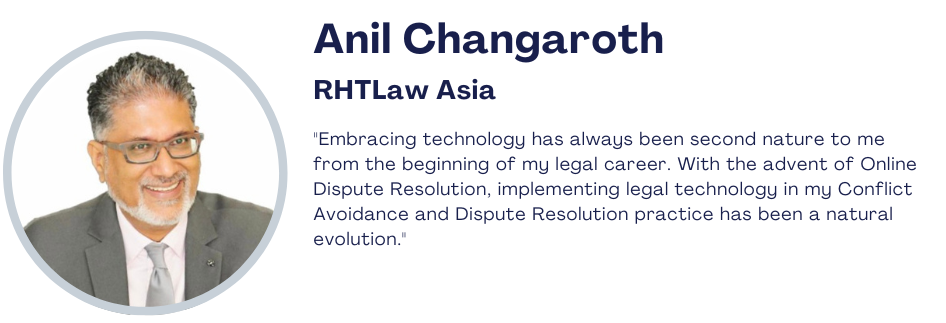 Anil Changaroth
RHTLaw Asia
"Embracing technology has always been second nature to me
from the beginning of my legal career. With the advent of Online
Dispute Resolution, implementing legal technology in my Conflict
Avoidance and Dispute Resolution practice has been a natural
evolution."